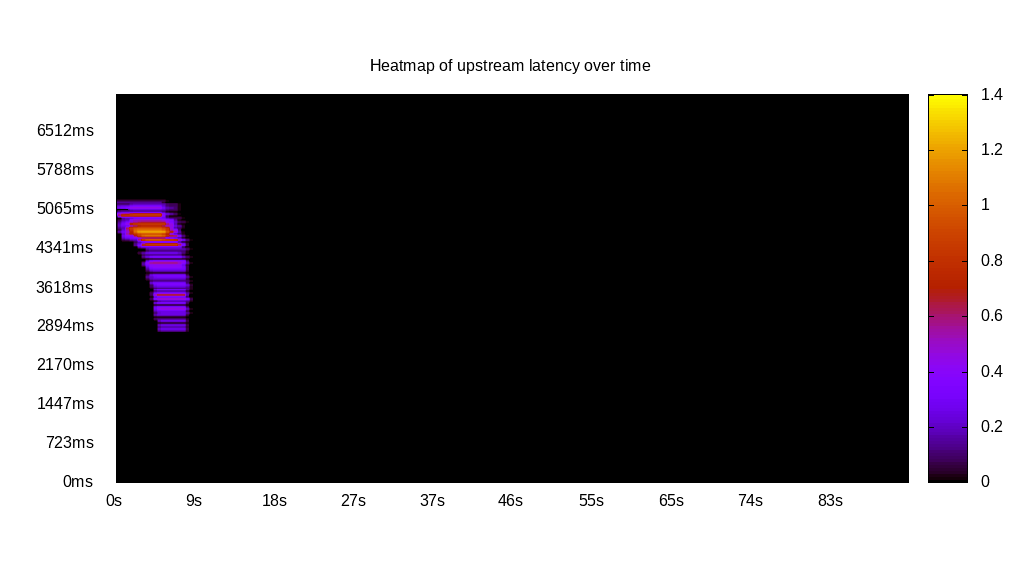 Heatmap of upstream latency over time
6512ms
5788ms
5065ms
4341ms
3618ms
2894ms
2170ms
1447ms
723ms
0ms
0s 9s 18s 27s 37s 46s 55s 65s 74s 83s
1.4
1.2
1
0.8
0.6
0.4
0.2
0